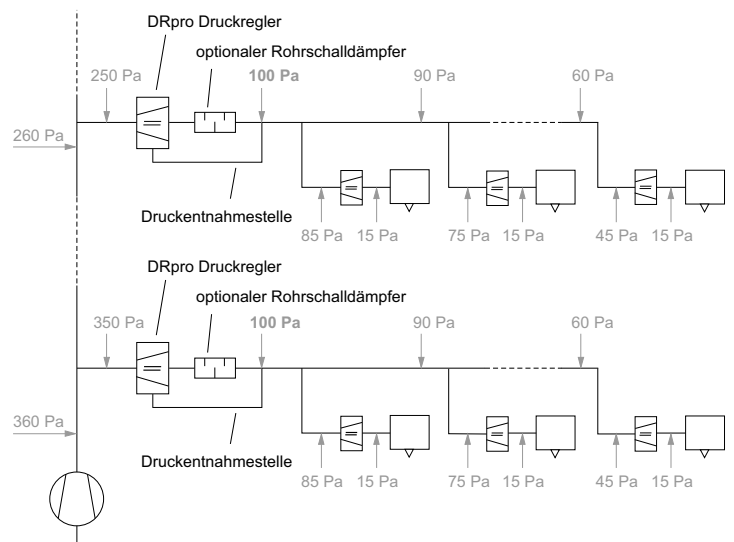 DRpro Druckregler
optionaler Rohrschalldämpfer
250 Pa
100 Pa
90 Pa
60 Pa
260 Pa
Druckentnahmestelle
85 Pa
15 Pa
75 Pa
15 Pa
45 Pa
15 Pa
DRpro Druckregler
optionaler Rohrschalldämpfer
350 Pa
100 Pa
90 Pa
60 Pa
360 Pa
Druckentnahmestelle
85 Pa
15 Pa
75 Pa
15 Pa
45 Pa
15 Pa